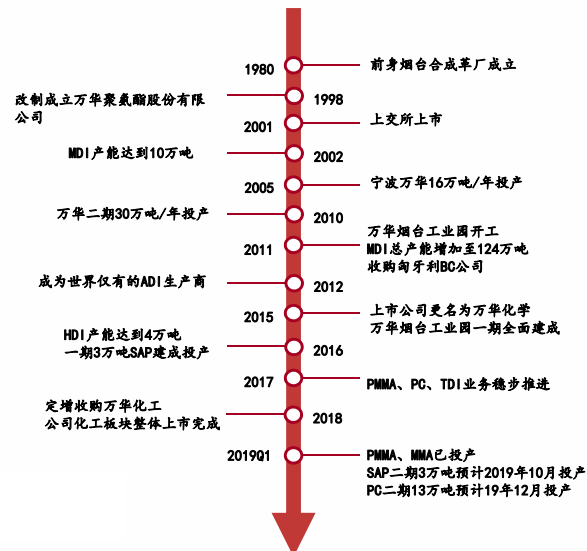 1980
前身烟台合成革厂成立
改制成立万华聚氨酯股份有限
公司
1998
2001
上交所上市
MDI产能达到10万吨
2002
2005
宁波万华16万吨/年投产
万华二期30万吨/年投产
2010
2011
万华烟台工业园开工
MDI总产能增加至124万吨
收购匈牙利BC公司
成为世界仅有的ADI生产商
2012
2015
上市公司更名为万华化学
万华烟台工业园一期全面建成
HDI产能达到4万吨
一期3万吨SAP建成投产
2016
2017
PMMA、PC、TDI业务稳步推进
定增收购万华化工
公司化工板块整体上市完成
2018
2019Q1
PMMA、MMA已投产
SAP二期3万吨预计2019年10月投产
PC二期13万吨预计19年12月投产